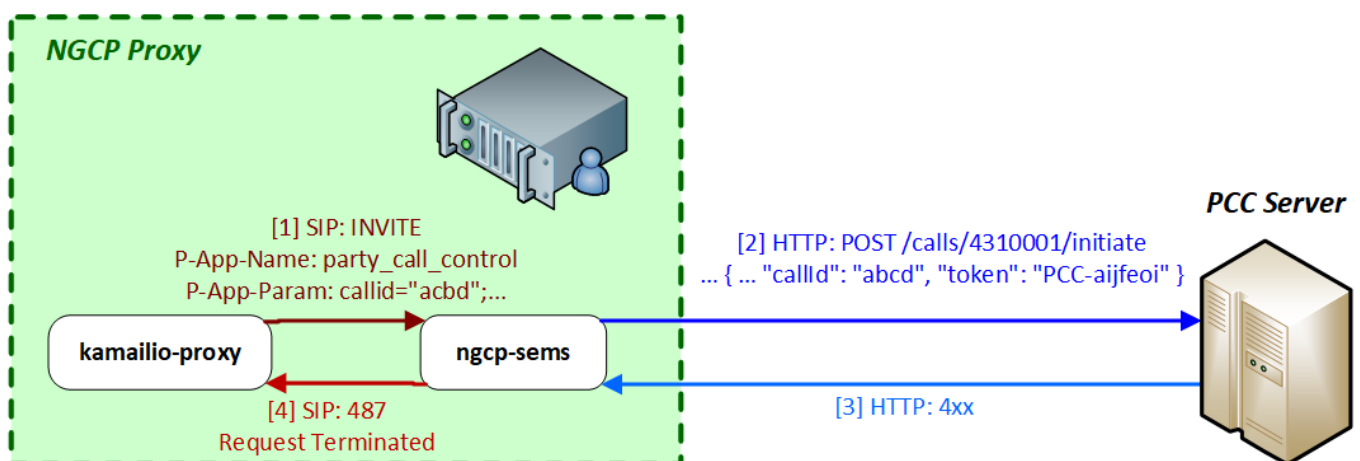 NGCP Proxy
PCC Server
[1] SIP: INVITE
P-App-Name: party_call_control
P-App-Param: callid="acbd";...
[2] HTTP: POST /calls/4310001/initiate
... { ... "callId": "abcd", "token": "PCC-aijfeoi" }
kamailio-proxy
ngcp-sems
[4] SIP: 487
Request Terminated
[3] HTTP: 4xx